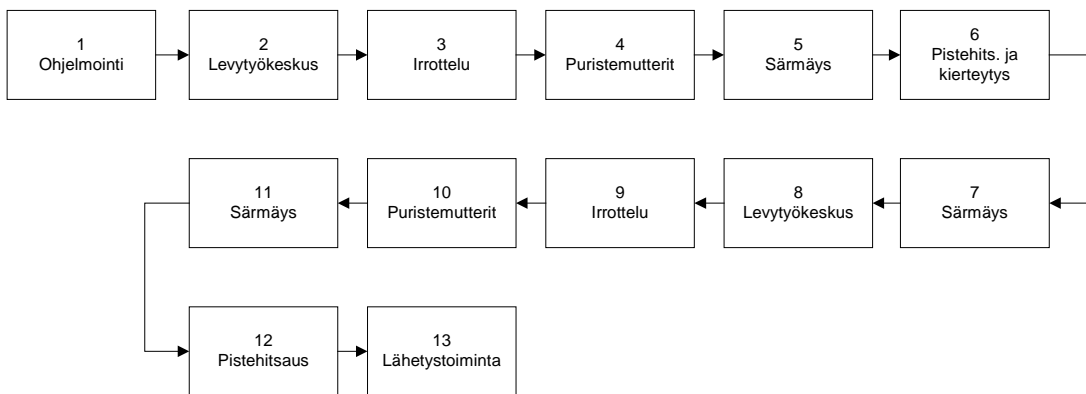 1
Ohjelmointi
2
Levytyökeskus
3
Irrottelu
4
Puristemutterit
5
Särmäys
6
Pistehits. ja
kierteytys
7
Särmäys
8
Levytyökeskus
9
Irrottelu
10
Puristemutterit
11
Särmäys
12
Pistehitsaus
13
Lähetystoiminta